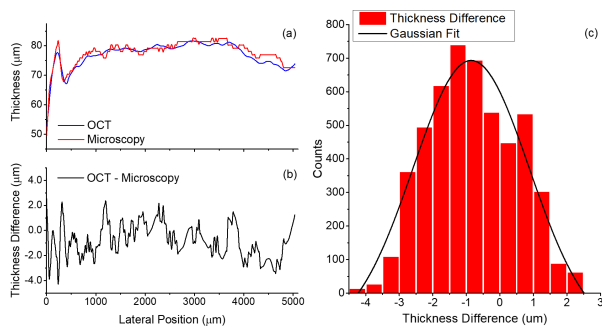 (a)
80
70
60
50
Thickness (μm)
OCT
Microscopy
(b)
OCT - Microscopy
4.0
2.0
0.0
-2.0
-4.0
Thickness Difference (μm)
0 1000 2000 3000 4000 5000
Lateral Position (μm)
(c)
Thickness Difference
Gaussian Fit
800
700
600
500
400
300
200
100
0
Counts
-4 -3 -2 -1 0 1 2 3
Thickness Difference (um)